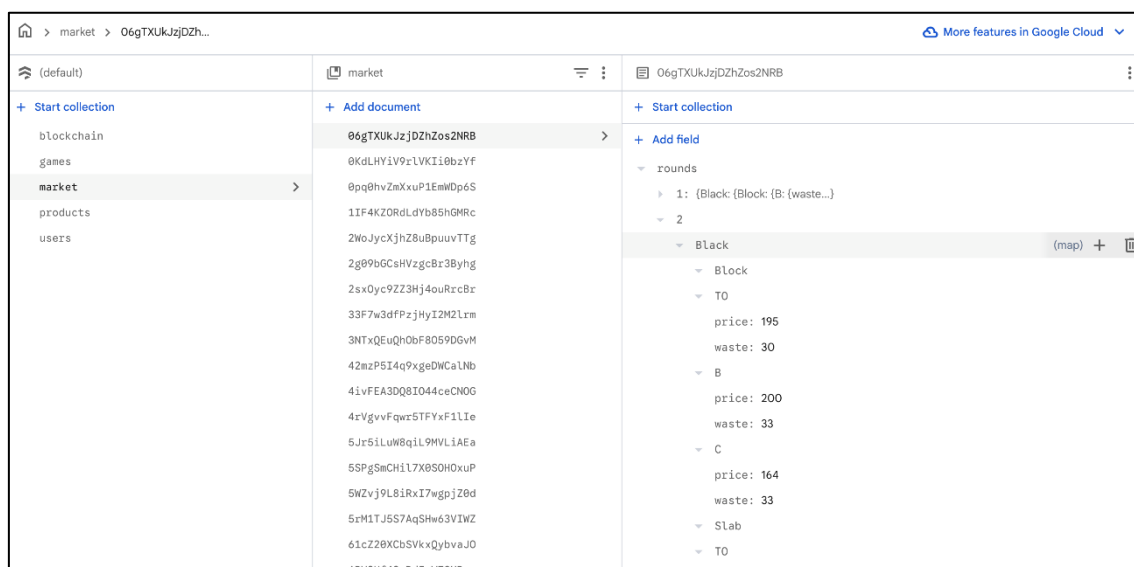 > market > 06gTXUkJzjDZh...
More features in Google Cloud
(default)
+ Start collection
blockchain
games
market
products
users
market
+ Add document
06gTXUkJzjDZhZos2NRB
0KdLHYiV9rlVKIi0bzYf
0pq0hvZmXxuP1EmWDp6S
1IF4KZORdLdYb85hGMRc
2WoJycXjhZ8uBpuuvTTg
2g09bGCsHVzgcBr3Byhg
2sxOyc9ZZ3Hj4ouRrcBr
33F7w3dfPzjHyI2M2lrm
3NTxQEuQhObF8O59DGvM
42mzP5I4q9xgeDWCalNb
4ivFEA3DQ8IO44ceCNOG
4rVgvvFqwr5TFYxF1lIe
5Jr5iLuW8qiL9MVLiAEa
5SPgSmCHil7X0SOHOxuP
5WZvj9L8iRxI7wgpjZ0d
5rM1TJ5S7AqSHw63VIWZ
61cZ20XCbSVkxQybvaJO
06gTXUkJzjDZhZos2NRB
+ Start collection
+ Add field
rounds
1: {Black: {Block: {B: {waste...}
2
Black (map) +
Block
TO
price: 195
waste: 30
B
price: 200
waste: 33
C
price: 164
waste: 33
Slab
TO